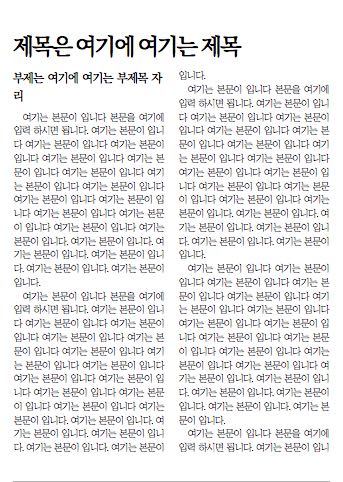 제목은 여기에 여기는 제목
부제는 여기에 여기는 부제목 자
리
여기는 본문이 입니다 본문을 여기에
입력 하시면 됩니다. 여기는 본문이 입니
다 여기는 본문이 입니다 여기는 본문이
입니다 여기는 본문이 입니다 여기는 본
문이 입니다 여기는 본문이 입니다 여기
는 본문이 입니다 여기는 본문이 입니다
여기는 본문이 입니다 여기는 본문이 입
니다 여기는 본문이 입니다 여기는 본문
이 입니다. 여기는 본문이 입니다. 여기는
본문이 입니다. 여기는 본문이 입니다. 여
기는 본문이 입니다. 여기는 본문이 입니
다. 여기는 본문이 입니다. 여기는 본문이
입니다.
여기는 본문이 입니다 본문을 여기에
입력 하시면 됩니다. 여기는 본문이 입니
다 여기는 본문이 입니다 여기는 본문이
입니다 여기는 본문이 입니다 여기는 본
문이 입니다 여기는 본문이 입니다 여기
는 본문이 입니다 여기는 본문이 입니다
여기는 본문이 입니다 여기는 본문이 입
니다 여기는 본문이 입니다 여기는 본문
이 입니다 여기는 본문이 입니다 여기는
본문이 입니다. 여기는 본문이 입니다. 여
기는 본문이 입니다. 여기는 본문이 입니
다. 여기는 본문이 입니다. 여기는 본문이
입니다.
여기는 본문이 입니다 본문을 여기에
입력 하시면 됩니다. 여기는 본문이 입니
다 여기는 본문이 입니다 여기는 본문이
입니다 여기는 본문이 입니다 여기는 본
문이 입니다 여기는 본문이 입니다 여기
는 본문이 입니다 여기는 본문이 입니다
여기는 본문이 입니다 여기는 본문이 입
니다 여기는 본문이 입니다 여기는 본문
이 입니다. 여기는 본문이 입니다. 여기는
본문이 입니다. 여기는 본문이 입니다. 여
기는 본문이 입니다. 여기는 본문이 입니
다. 여기는 본문이 입니다. 여기는 본문이
입니다.
여기는 본문이 입니다 여기는 본문이
입니다 여기는 본문이 입니다 여기는 본
문이 입니다 여기는 본문이 입니다 여기
는 본문이 입니다 여기는 본문이 입니다
여기는 본문이 입니다 여기는 본문이 입
니다 여기는 본문이 입니다 여기는 본문
이 입니다 여기는 본문이 입니다 여기는
본문이 입니다. 여기는 본문이 입니다. 여
기는 본문이 입니다. 여기는 본문이 입니
다. 여기는 본문이 입니다. 여기는 본문이
입니다. 여기는 본문이 입니다. 여기는 본
문이 입니다.
여기는 본문이 입니다 본문을 여기에
입력 하시면 됩니다. 여기는 본문이 입니